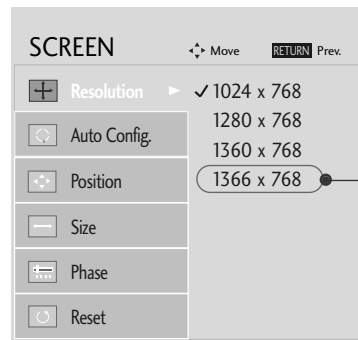 SCREEN
Move RETURN Prev.
Resolution
1024 x 768
1280 x 768
1360 x 768
1366 x 768
Auto Config.
Position
Size
Phase
Reset